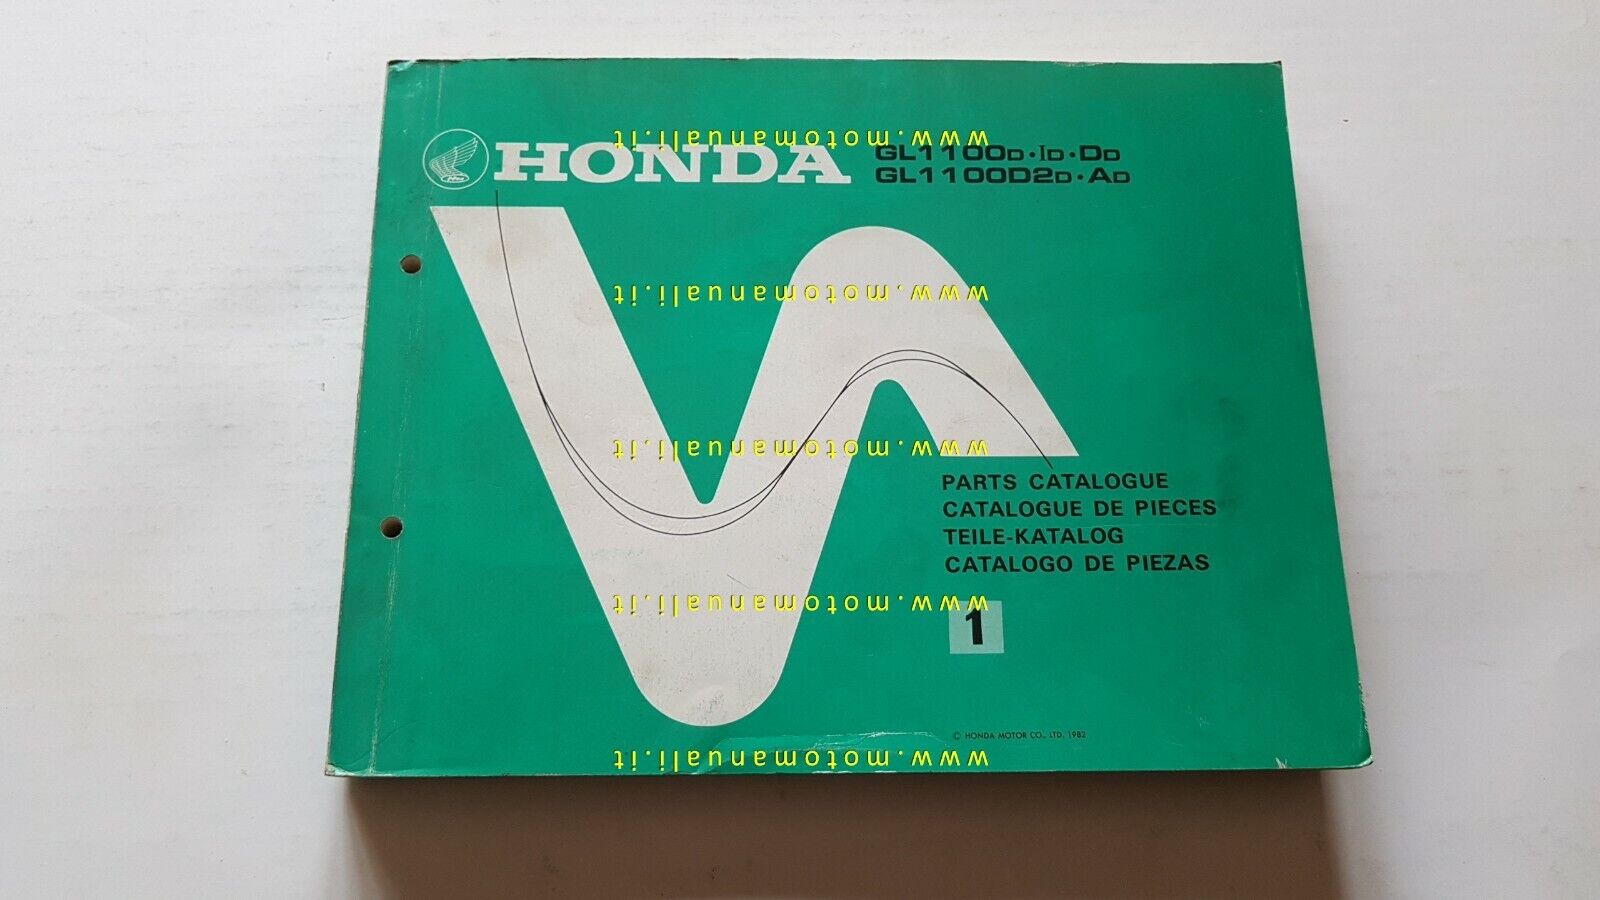 HONDA GL1100D·ID·DD
GL1100D2D·AD
www.motomanuali.it
www.motomanuali.it
www.motomanuali.it
PARTS CATALOGUE
CATALOGUE DE PIECES
TEILE-KATALOG
CATALOGO DE PIEZAS
www.motomanuali.it
1
© HONDA MOTOR CO., LTD. 1982
www.motomanuali.it